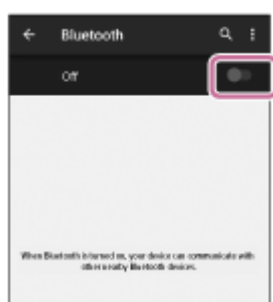 Bluetooth
Off
When Bluetooth is turned on, your device can communicate with
other nearby Bluetooth devices.